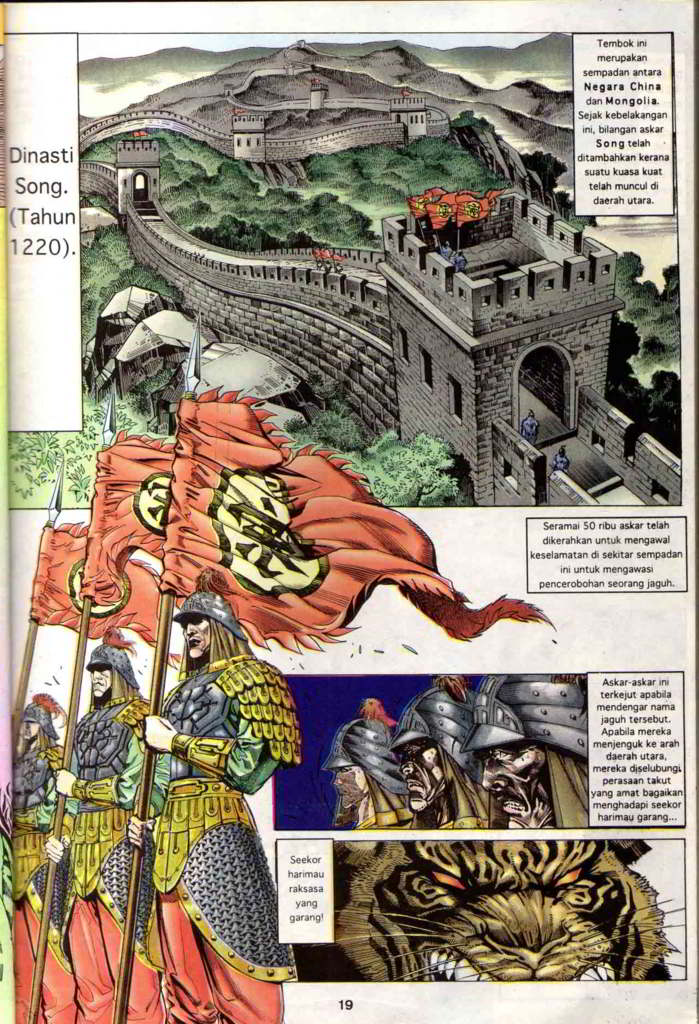 Dinasti
Song.
(Tahun
1220).
Tembok ini
merupakan
sempadan antara
Negara China
dan Mongolia.
Sejak kebelakangan
ini, bilangan askar
Song telah
ditambahkan kerana
suatu kuasa kuat
telah muncul di
daerah utara.
Seramai 50 ribu askar telah
dikerahkan untuk mengawal
keselamatan di sekitar sempadan
ini untuk mengawasi
pencerobohan seorang jaguh.
Askar-askar ini
terkejut apabila
mendengar nama
jaguh tersebut.
Apabila mereka
menjenguk ke arah
daerah utara,
mereka diselubungi
perasaan takut
yang amat bagaikan
menghadapi seekor
harimau garang...
Seekor
harimau
raksasa
yang
garang!
19